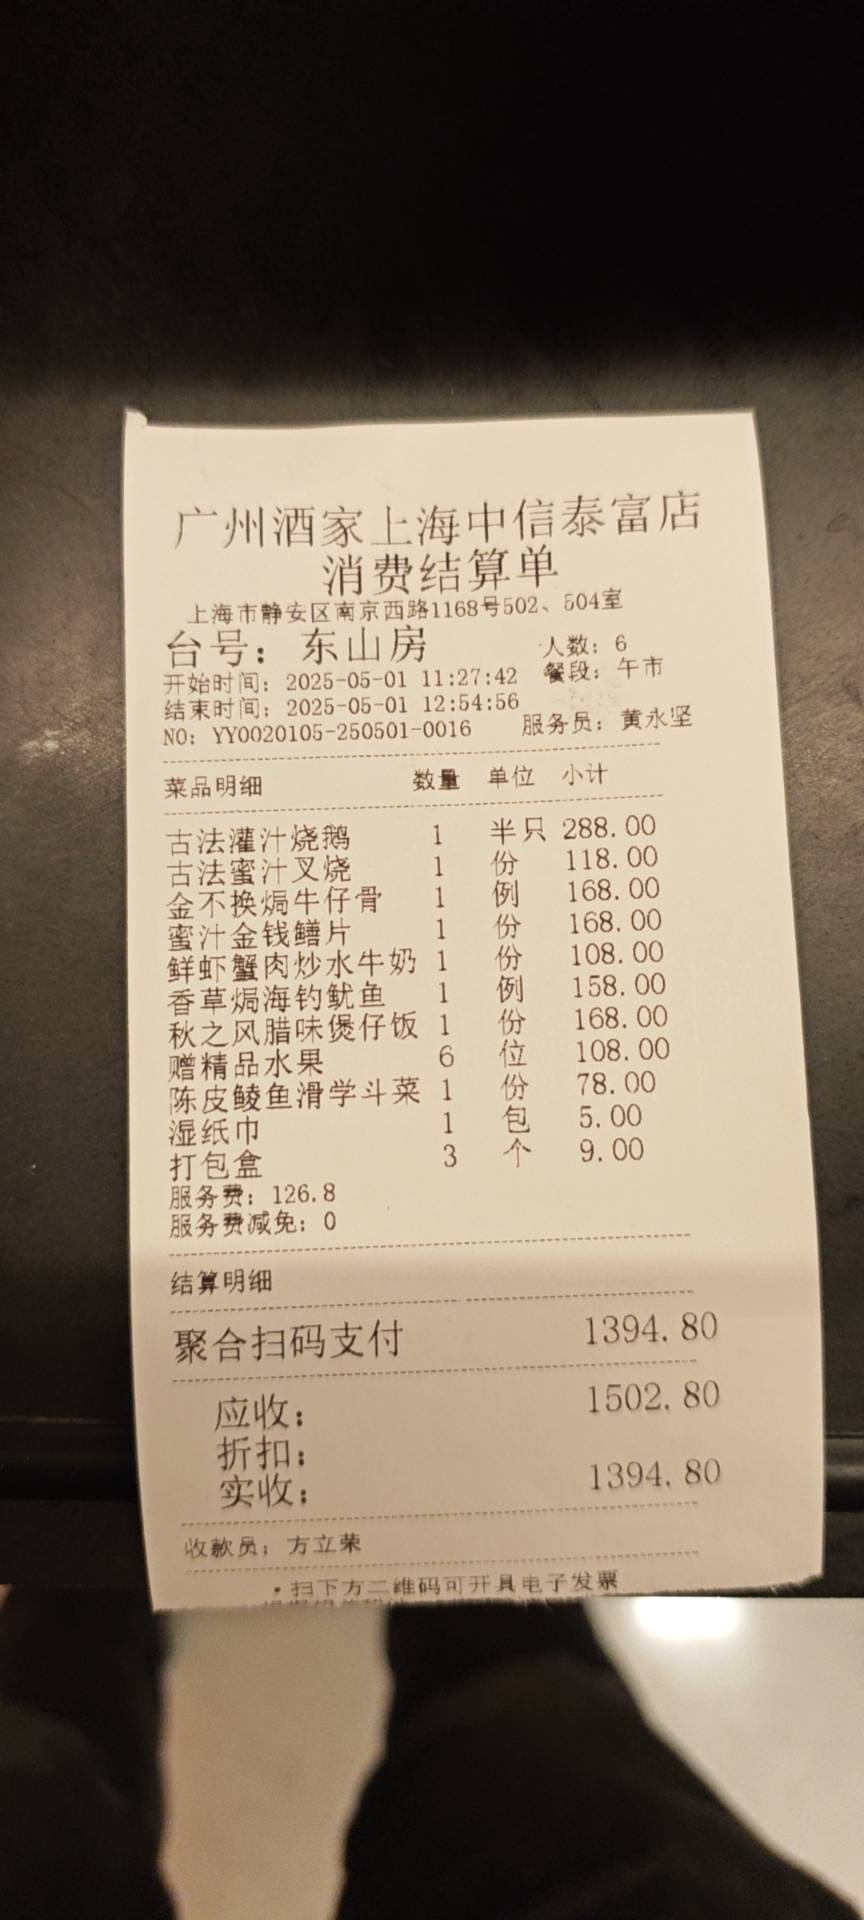 广州酒家上海中信泰富店
消费结算单
上海市静安区南京西路1168号502、504室
台号：东山房 人数：6
开始时间：2025-05-01 11:27:42 餐段：午市
结束时间：2025-05-01 12:54:56
NO：YY0020105-250501-0016 服务员：黄永坚
菜品明细 数量 单位 小计
古法灌汁烧鹅 1 半只 288.00
古法蜜汁叉烧 1 份 118.00
金不换焗牛仔骨 1 例 168.00
蜜汁金钱鳝片 1 份 168.00
鲜虾蟹肉炒水牛奶 1 份 108.00
香草焗海钓鱿鱼 1 例 158.00
秋之风腊味煲仔饭 1 份 168.00
赠精品水果 6 位 108.00
陈皮鲮鱼滑学斗菜 1 份 78.00
湿纸巾 1 包 5.00
打包盒 3 个 9.00
服务费：126.8
服务费减免：0
结算明细
聚合扫码支付 1394.80
应收： 1502.80
折扣：
实收： 1394.80
收款员：方立荣
·扫下方二维码可开具电子发票